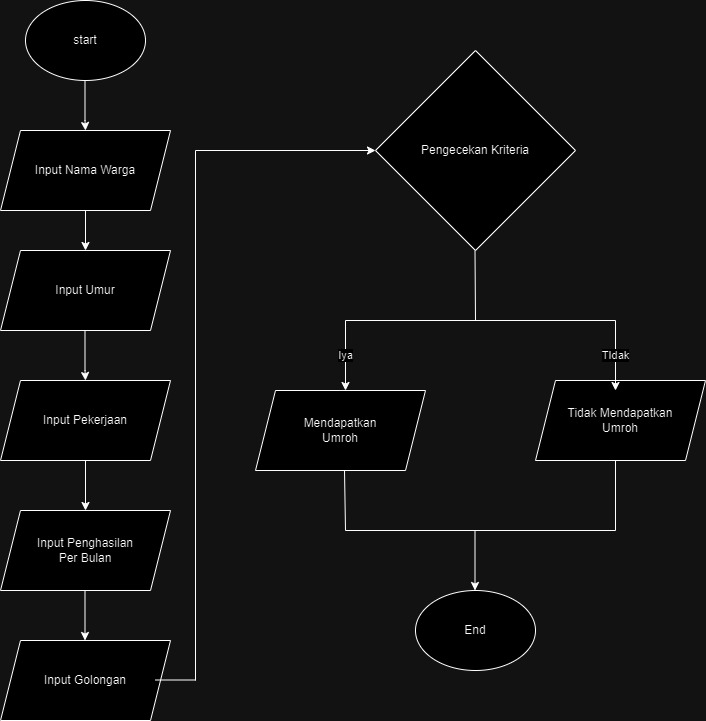 start
Input Nama Warga
Input Umur
Input Pekerjaan
Input Penghasilan
Per Bulan
Input Golongan
Pengecekan Kriteria
Iya
TIdak
Mendapatkan
Umroh
Tidak Mendapatkan
Umroh
End